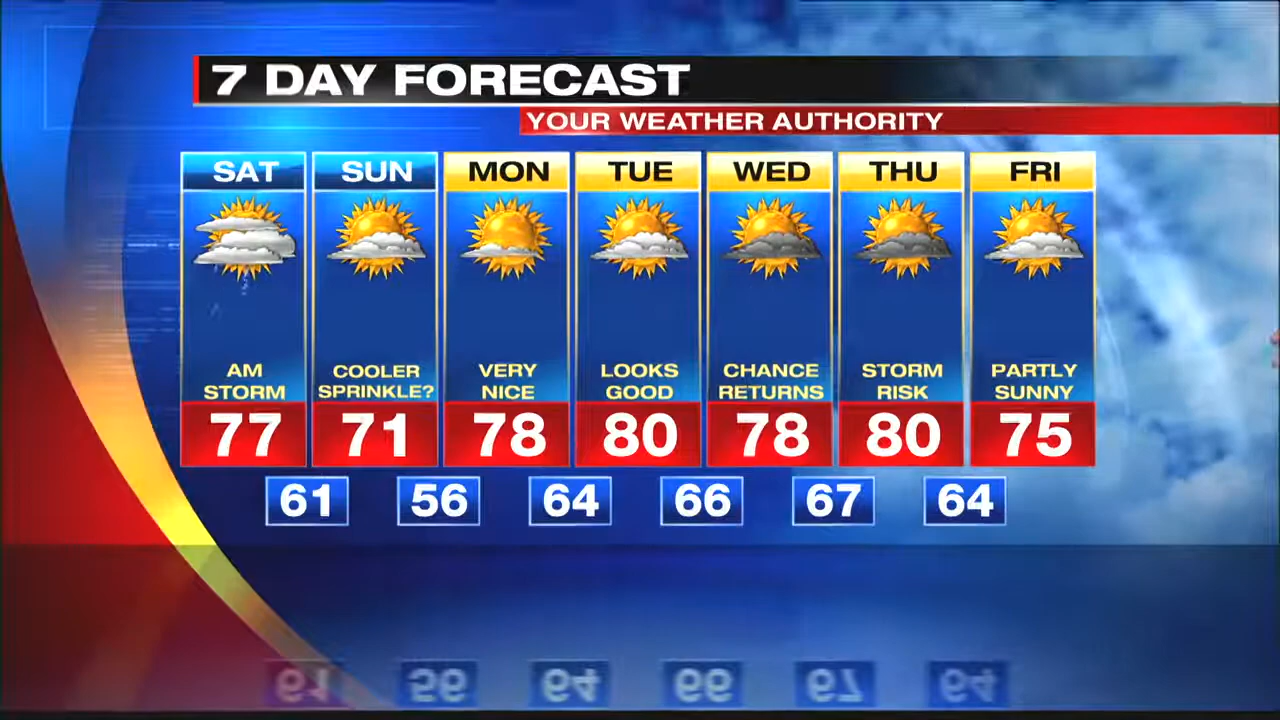 7 DAY FORECAST
YOUR WEATHER AUTHORITY
SAT SUN MON TUE WED THU FRI
AM COOLER VERY LOOKS CHANCE STORM PARTLY
STORM SPRINKLE? NICE GOOD RETURNS RISK SUNNY
77 71 78 80 78 80 75
61 56 64 66 67 64